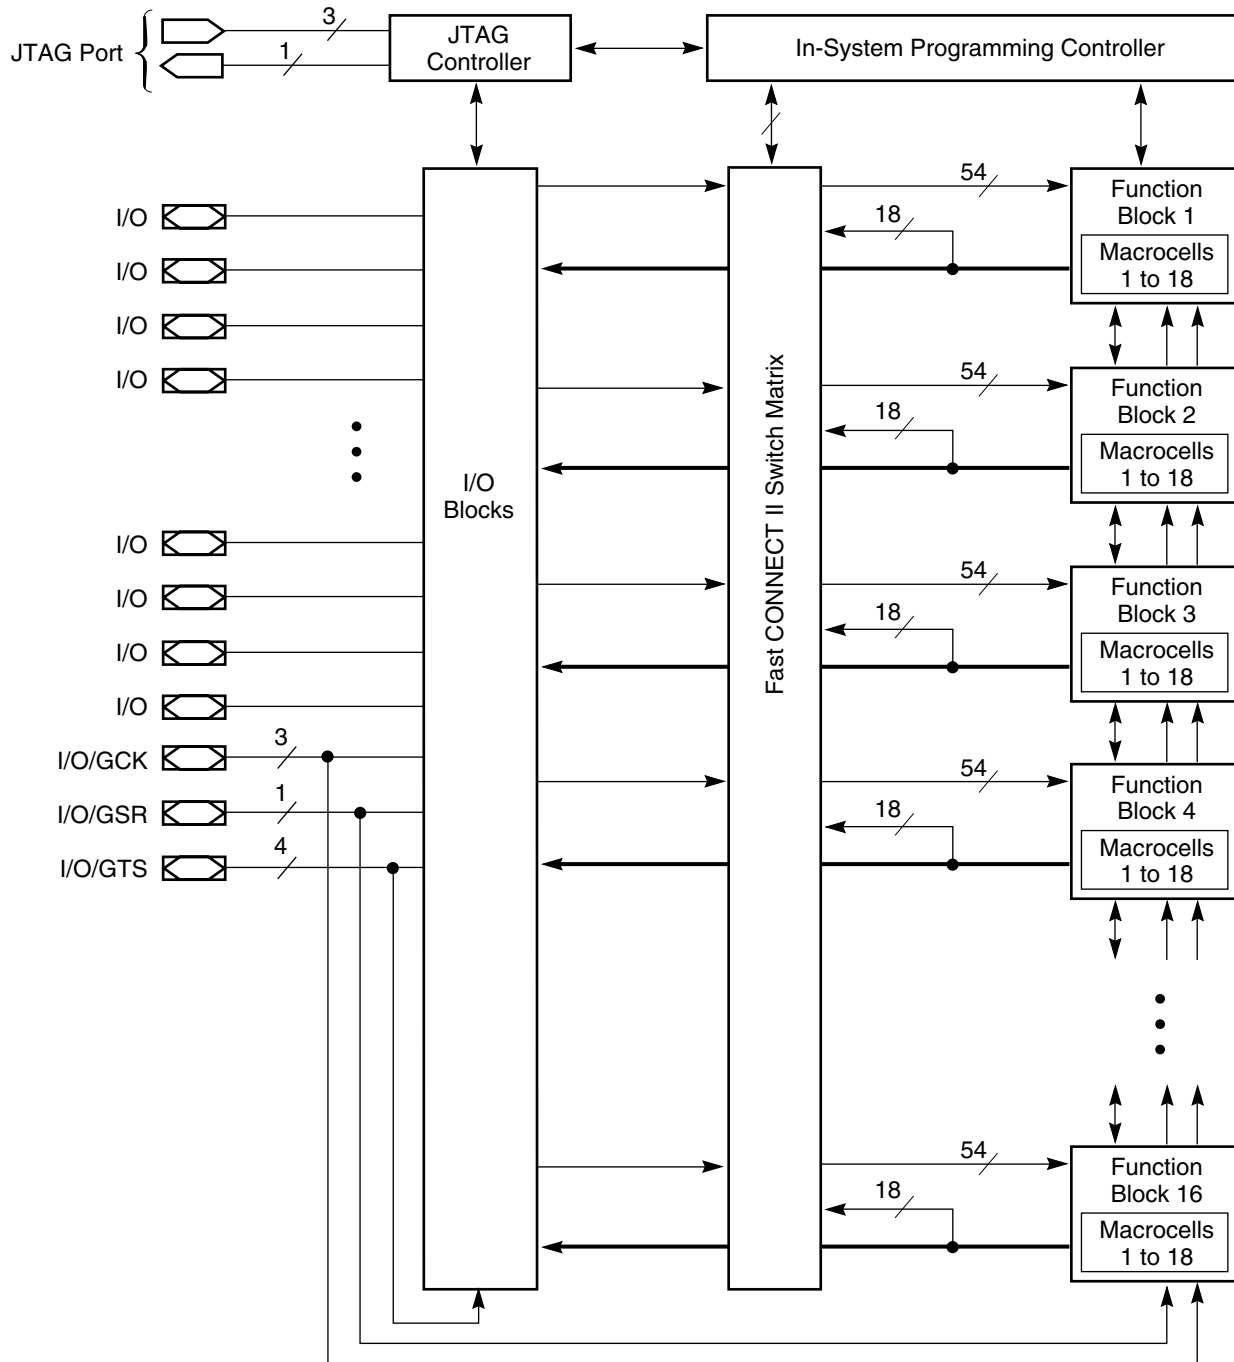 JTAG Port
3
1
JTAG
Controller
In-System Programming Controller
I/O
I/O
I/O
I/O
I/O
I/O
I/O
I/O
I/O/GCK
3
I/O/GSR
1
I/O/GTS
4
I/O
Blocks
Fast CONNECT II Switch Matrix
54
18
Function
Block 1
Macrocells
1 to 18
54
18
Function
Block 2
Macrocells
1 to 18
54
18
Function
Block 3
Macrocells
1 to 18
54
18
Function
Block 4
Macrocells
1 to 18
54
18
Function
Block 16
Macrocells
1 to 18